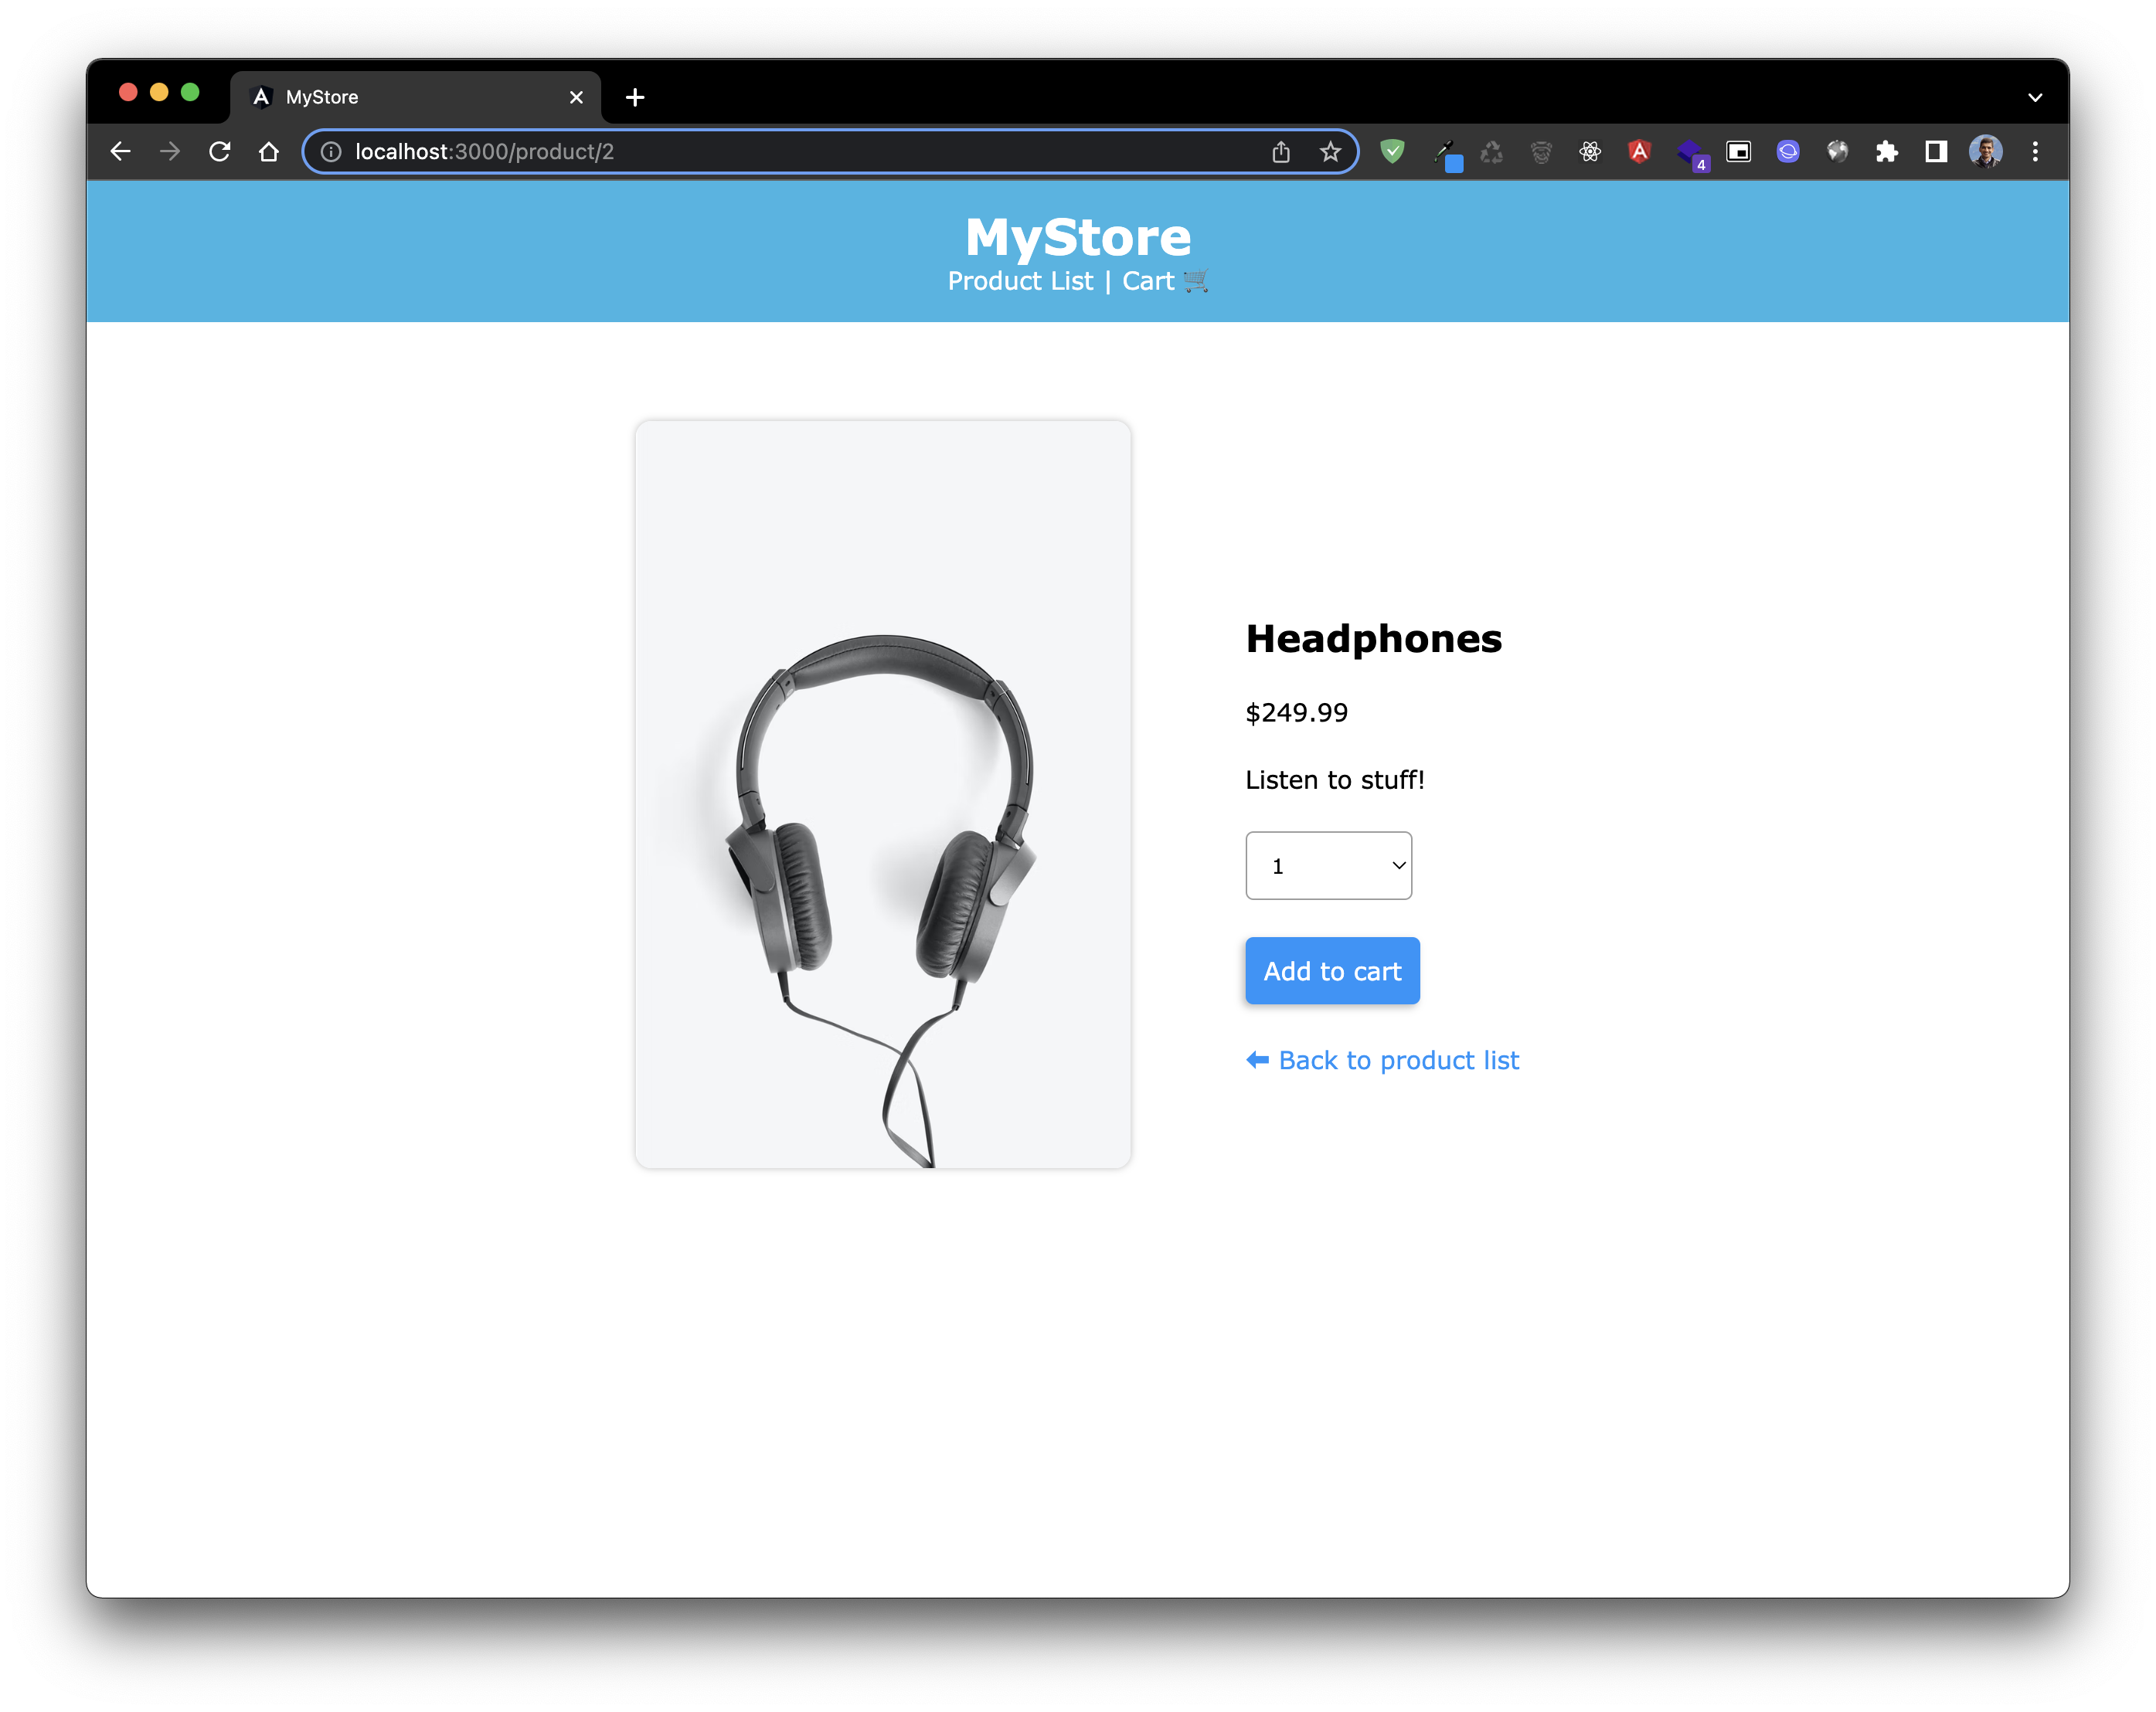 MyStore
localhost:3000/product/2
4
MyStore
Product List | Cart 🛒
Headphones
$249.99
Listen to stuff!
1
Add to cart
⬅ Back to product list